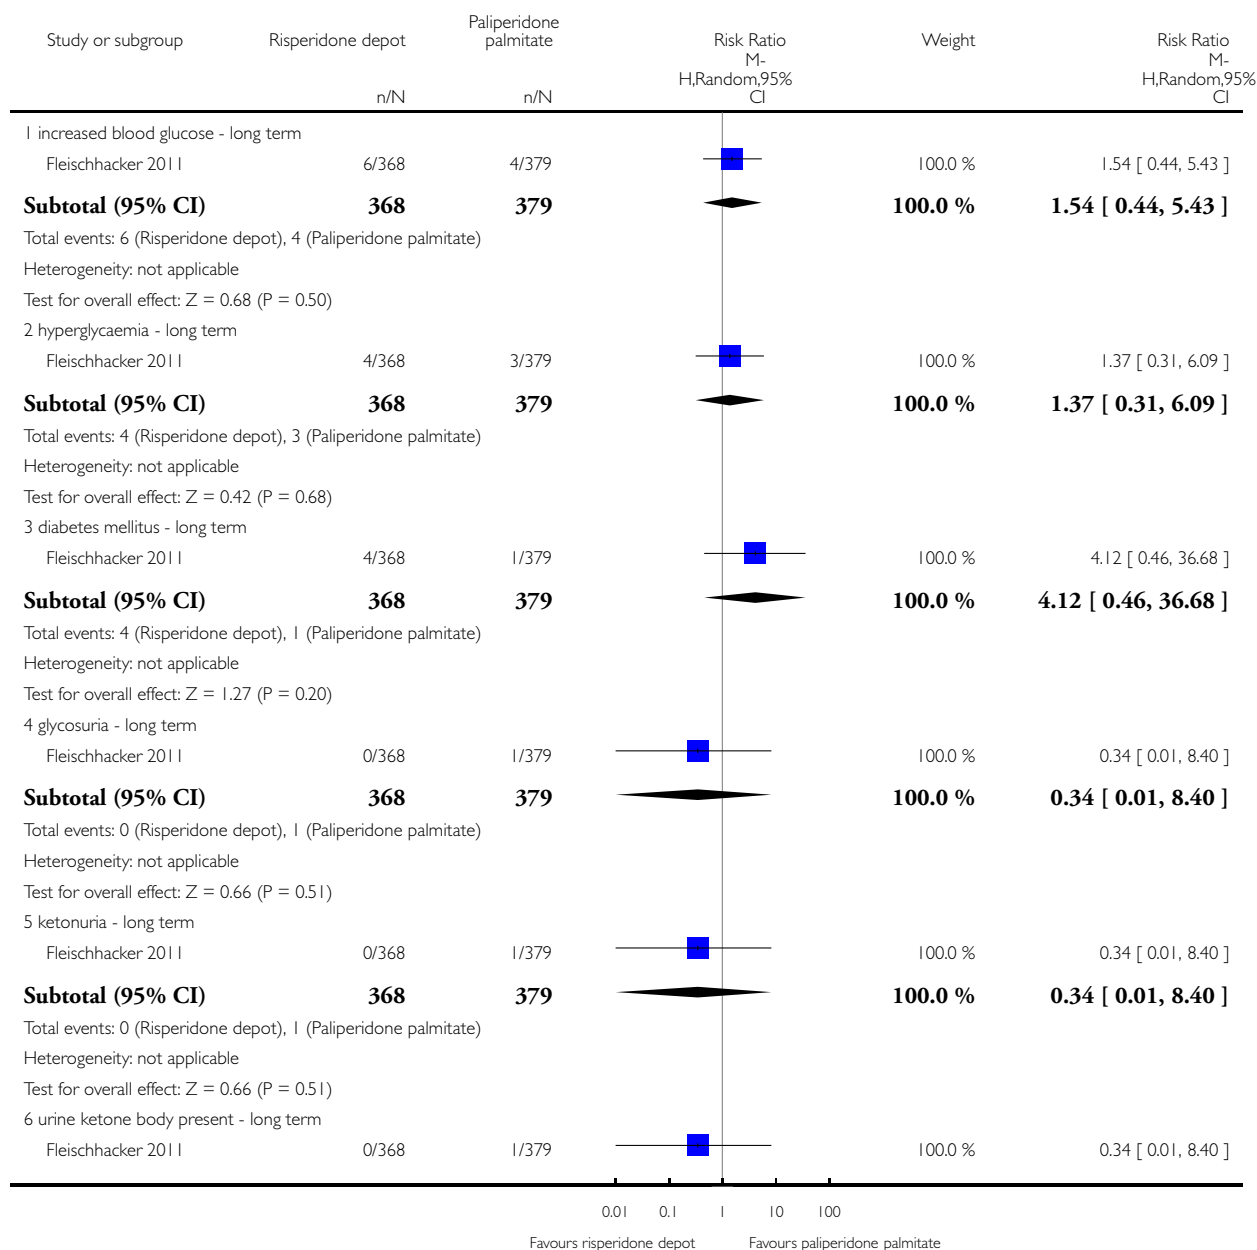 Study or subgroup Risperidone depot Paliperidone palmitate Risk Ratio Weight Risk Ratio
M-H,Random,95% CI M-H,Random,95% CI
n/N n/N
1 increased blood glucose - long term
Fleischhacker 2011 6/368 4/379 100.0 % 1.54 [ 0.44, 5.43 ]
Subtotal (95% CI) 368 379 100.0 % 1.54 [ 0.44, 5.43 ]
Total events: 6 (Risperidone depot), 4 (Paliperidone palmitate)
Heterogeneity: not applicable
Test for overall effect: Z = 0.68 (P = 0.50)
2 hyperglycaemia - long term
Fleischhacker 2011 4/368 3/379 100.0 % 1.37 [ 0.31, 6.09 ]
Subtotal (95% CI) 368 379 100.0 % 1.37 [ 0.31, 6.09 ]
Total events: 4 (Risperidone depot), 3 (Paliperidone palmitate)
Heterogeneity: not applicable
Test for overall effect: Z = 0.42 (P = 0.68)
3 diabetes mellitus - long term
Fleischhacker 2011 4/368 1/379 100.0 % 4.12 [ 0.46, 36.68 ]
Subtotal (95% CI) 368 379 100.0 % 4.12 [ 0.46, 36.68 ]
Total events: 4 (Risperidone depot), 1 (Paliperidone palmitate)
Heterogeneity: not applicable
Test for overall effect: Z = 1.27 (P = 0.20)
4 glycosuria - long term
Fleischhacker 2011 0/368 1/379 100.0 % 0.34 [ 0.01, 8.40 ]
Subtotal (95% CI) 368 379 100.0 % 0.34 [ 0.01, 8.40 ]
Total events: 0 (Risperidone depot), 1 (Paliperidone palmitate)
Heterogeneity: not applicable
Test for overall effect: Z = 0.66 (P = 0.51)
5 ketonuria - long term
Fleischhacker 2011 0/368 1/379 100.0 % 0.34 [ 0.01, 8.40 ]
Subtotal (95% CI) 368 379 100.0 % 0.34 [ 0.01, 8.40 ]
Total events: 0 (Risperidone depot), 1 (Paliperidone palmitate)
Heterogeneity: not applicable
Test for overall effect: Z = 0.66 (P = 0.51)
6 urine ketone body present - long term
Fleischhacker 2011 0/368 1/379 100.0 % 0.34 [ 0.01, 8.40 ]
0.01 0.1 1 10 100
Favours risperidone depot Favours paliperidone palmitate